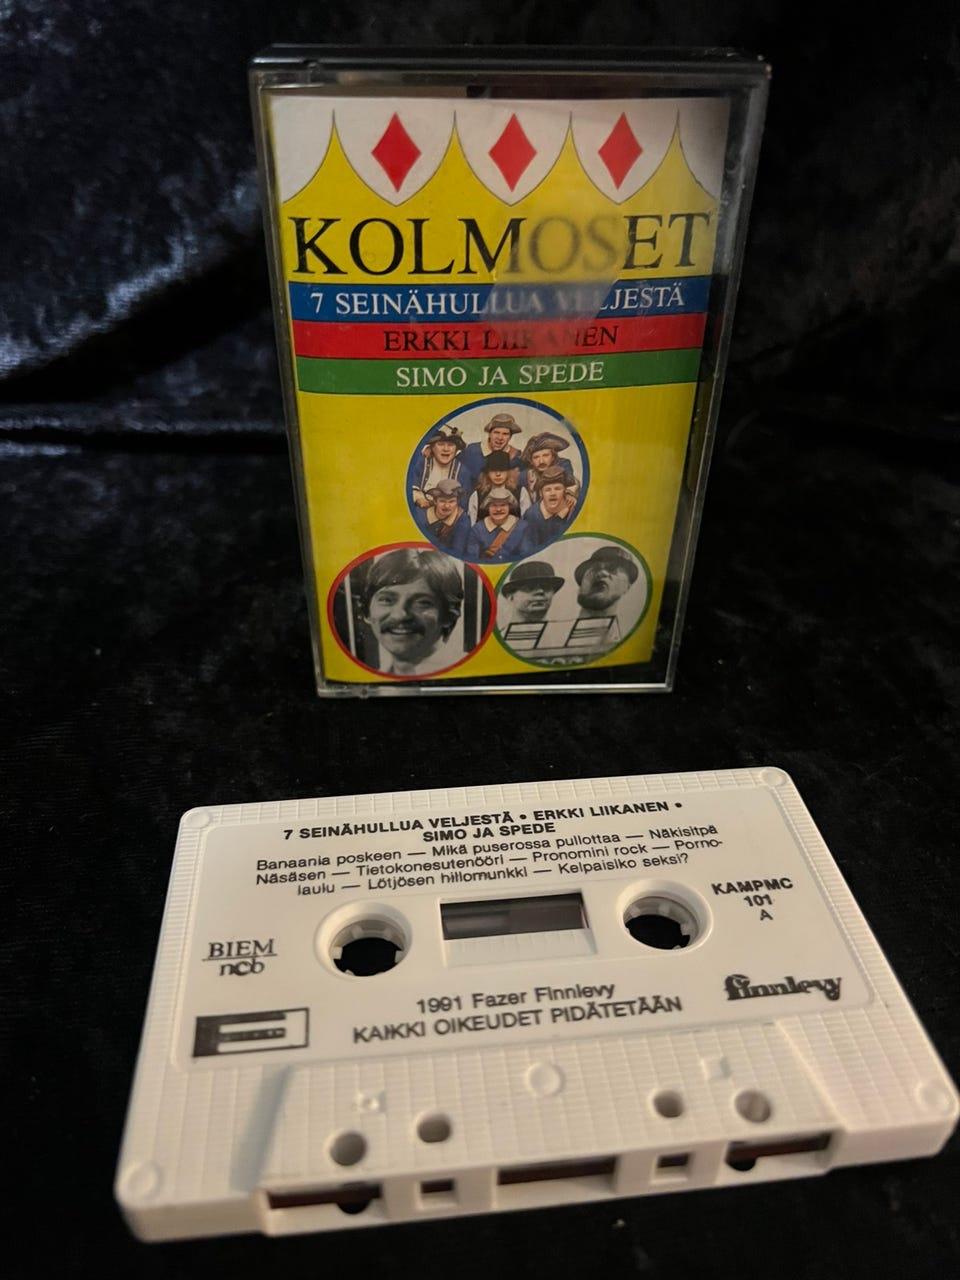 KOLMOSET
7 SEINÄHULLUA VELJESTÄ
ERKKI LIIKANEN
SIMO JA SPEDE
7 SEINÄHULLUA VELJESTÄ • ERKKI LIIKANEN •
SIMO JA SPEDE
Banaania poskeen — Mikä puserossa pullottaa — Näkisitpä
Näsäsen — Tietokonesutenööri — Pronomini rock — Porno-
laulu — Lötjösen hillomunkki — Kelpaisiko seksi?
KAMPMC
101
A
BIEM
ncb
1991 Fazer Finnlevy
KAIKKI OIKEUDET PIDÄTETÄÄN
finnlevy